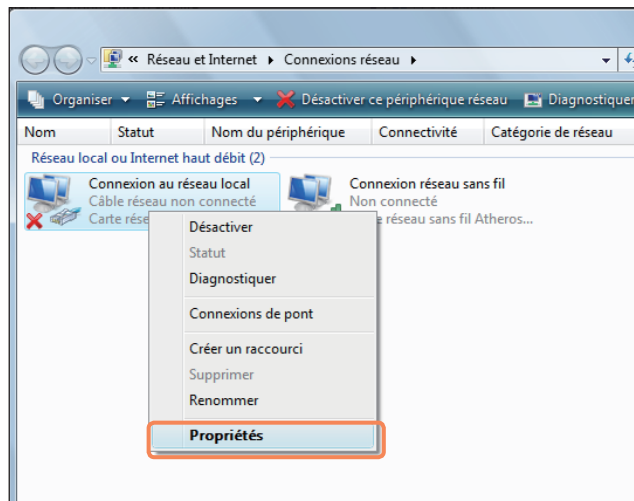 « Réseau et Internet Connexions réseau
Organiser Affichages Désactiver ce périphérique réseau Diagnostiquer
Nom Statut Nom du périphérique Connectivité Catégorie de réseau
Réseau local ou Internet haut débit (2)
Connexion au réseau local
Câble réseau non connecté
Carte rése
Connexion réseau sans fil
Non connecté
e réseau sans fil Atheros...
Désactiver
Statut
Diagnostiquer
Connexions de pont
Créer un raccourci
Supprimer
Renommer
Propriétés